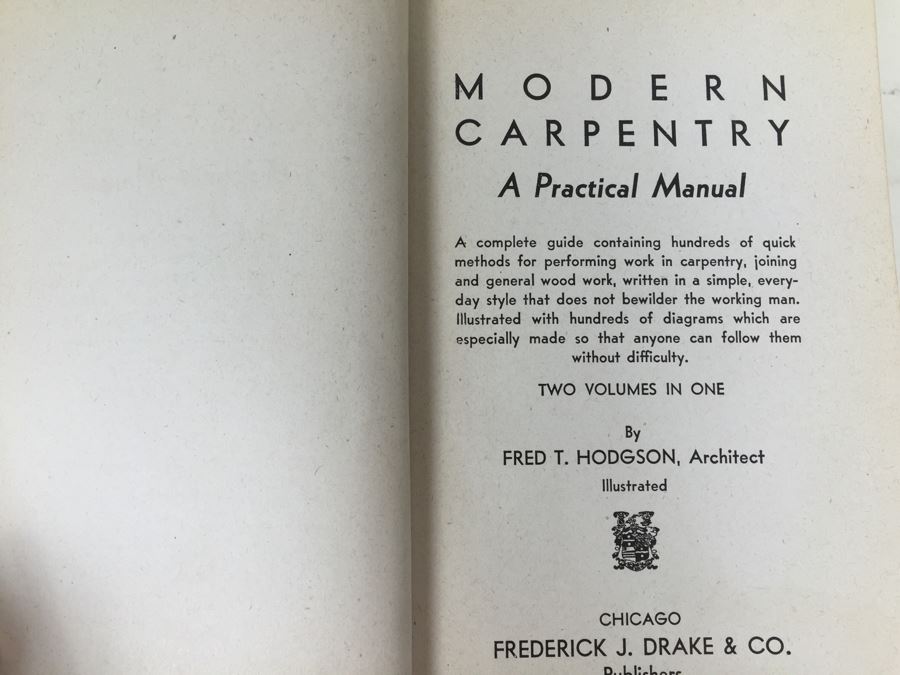 MODERN
CARPENTRY
A Practical Manual
A complete guide containing hundreds of quick
methods for performing work in carpentry, joining
and general wood work, written in a simple, every-
day style that does not bewilder the working man.
Illustrated with hundreds of diagrams which are
especially made so that anyone can follow them
without difficulty.
TWO VOLUMES IN ONE
By
FRED T. HODGSON, Architect
Illustrated
CHICAGO
FREDERICK J. DRAKE & CO.
Publishers